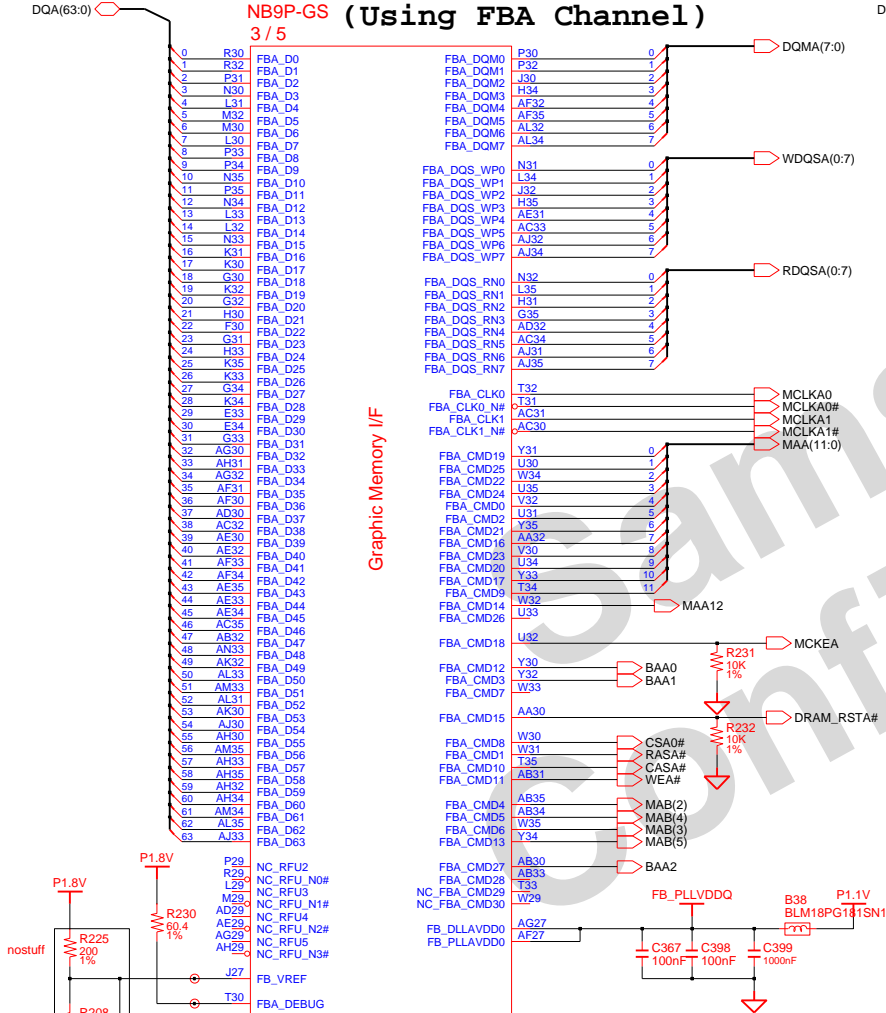 DQA(63:0)
NB9P-GS (Using FBA Channel)
D
3 / 5
0 R30 FBA_D0
1 R32 FBA_D1
2 P31 FBA_D2
3 N30 FBA_D3
4 L31 FBA_D4
5 M32 FBA_D5
6 M30 FBA_D6
7 L30 FBA_D7
8 P33 FBA_D8
9 P34 FBA_D9
10 N35 FBA_D10
11 P35 FBA_D11
12 N34 FBA_D12
13 L33 FBA_D13
14 L32 FBA_D14
15 N33 FBA_D15
16 K31 FBA_D16
17 K30 FBA_D17
18 G30 FBA_D18
19 K32 FBA_D19
20 G32 FBA_D20
21 H30 FBA_D21
22 F30 FBA_D22
23 G31 FBA_D23
24 H33 FBA_D24
25 K35 FBA_D25
26 K33 FBA_D26
27 G34 FBA_D27
28 K34 FBA_D28
29 E33 FBA_D29
30 E34 FBA_D30
31 G33 FBA_D31
32 AG30 FBA_D32
33 AH31 FBA_D33
34 AG32 FBA_D34
35 AF31 FBA_D35
36 AF30 FBA_D36
37 AD30 FBA_D37
38 AC32 FBA_D38
39 AE30 FBA_D39
40 AE32 FBA_D40
41 AF33 FBA_D41
42 AF34 FBA_D42
43 AE35 FBA_D43
44 AE33 FBA_D44
45 AE34 FBA_D45
46 AC35 FBA_D46
47 AB32 FBA_D47
48 AN33 FBA_D48
49 AK32 FBA_D49
50 AL33 FBA_D50
51 AM33 FBA_D51
52 AL31 FBA_D52
53 AK30 FBA_D53
54 AJ30 FBA_D54
55 AH30 FBA_D55
56 AM35 FBA_D56
57 AH33 FBA_D57
58 AH35 FBA_D58
59 AH32 FBA_D59
60 AH34 FBA_D60
61 AM34 FBA_D61
62 AL35 FBA_D62
63 AJ33 FBA_D63
P29 NC_RFU2
R29 NC_RFU_N0#
L29 NC_RFU3
M29 NC_RFU_N1#
AD29 NC_RFU4
AE29 NC_RFU_N2#
AG29 NC_RFU5
AH29 NC_RFU_N3#
J27 FB_VREF
T30 FBA_DEBUG
P1.8V
P1.8V
R230
60.4
1%
nostuff
R225
200
1%
R208
Graphic Memory I/F
FBA_DQM0 P30 0 DQMA(7:0)
FBA_DQM1 P32 1
FBA_DQM2 J30 2
FBA_DQM3 H34 3
FBA_DQM4 AF32 4
FBA_DQM5 AF35 5
FBA_DQM6 AL32 6
FBA_DQM7 AL34 7
FBA_DQS_WP0 N31 0 WDQSA(0:7)
FBA_DQS_WP1 L34 1
FBA_DQS_WP2 J32 2
FBA_DQS_WP3 H35 3
FBA_DQS_WP4 AE31 4
FBA_DQS_WP5 AC33 5
FBA_DQS_WP6 AJ32 6
FBA_DQS_WP7 AJ34 7
FBA_DQS_RN0 N32 0 RDQSA(0:7)
FBA_DQS_RN1 L35 1
FBA_DQS_RN2 H31 2
FBA_DQS_RN3 G35 3
FBA_DQS_RN4 AD32 4
FBA_DQS_RN5 AC34 5
FBA_DQS_RN6 AJ31 6
FBA_DQS_RN7 AJ35 7
FBA_CLK0 T32 MCLKA0
FBA_CLK0_N# T31 MCLKA0#
FBA_CLK1 AC31 MCLKA1
FBA_CLK1_N# AC30 MCLKA1#
MAA(11:0)
FBA_CMD19 Y31 0
FBA_CMD25 U30 1
FBA_CMD22 W34 2
FBA_CMD24 U35 3
FBA_CMD0 V32 4
FBA_CMD2 U31 5
FBA_CMD21 Y35 6
FBA_CMD16 AA32 7
FBA_CMD23 V30 8
FBA_CMD20 U34 9
FBA_CMD17 Y33 10
FBA_CMD9 T34 11
FBA_CMD14 W32 MAA12
FBA_CMD26 U33
FBA_CMD18 U32 MCKEA
R231
10K
1%
FBA_CMD12 Y30 BAA0
FBA_CMD3 Y32 BAA1
FBA_CMD7 W33
FBA_CMD15 AA30 DRAM_RSTA#
R232
10K
1%
FBA_CMD8 W30 CSA0#
FBA_CMD1 W31 RASA#
FBA_CMD10 T35 CASA#
FBA_CMD11 AB31 WEA#
FBA_CMD4 AB35 MAB(2)
FBA_CMD5 AB34 MAB(4)
FBA_CMD6 W35 MAB(3)
FBA_CMD13 Y34 MAB(5)
FBA_CMD27 AB30 BAA2
FBA_CMD28 AB33
NC_FBA_CMD29 T33
NC_FBA_CMD30 W29
FB_DLLAVDD0 AG27
FB_PLLAVDD0 AF27
FB_PLLVDDQ
B38
BLM18PG181SN1
P1.1V
C367
100nF
C398
100nF
C399
1000nF